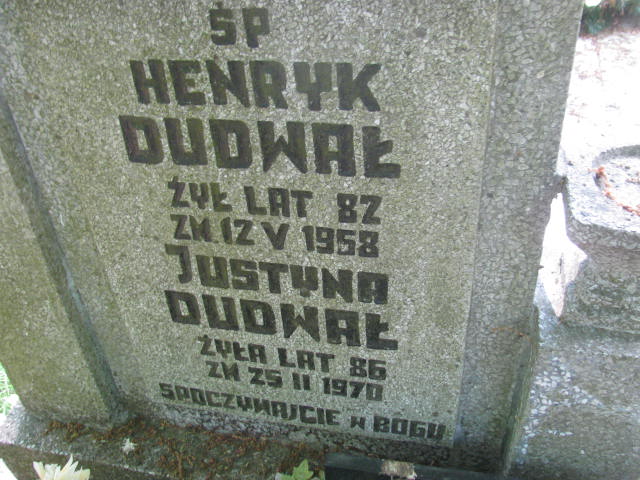 ŚP
HENRYK
DUDWAŁ
ŻYŁ LAT 82
ZM 12 V 1958
JUSTYNA
DUDWAŁ
ŻYŁA LAT 86
ZM 25 II 1970
SPOCZYWAJCIE W BOGU